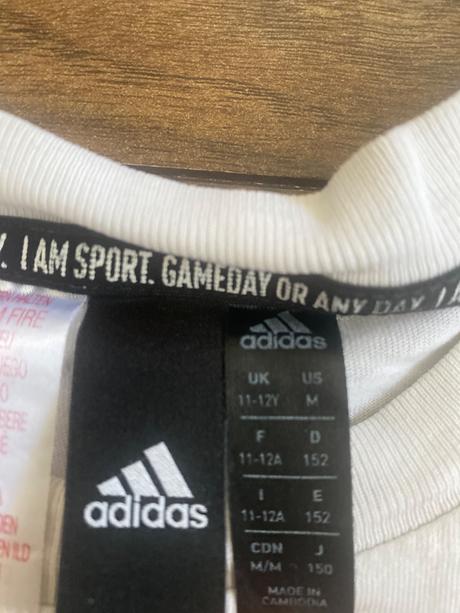 Y. I AM SPORT. GAMEDAY OR ANY DAY. I A
FIRE
adidas
adidas
UK US
11-12Y M
F D
11-12A 152
I E
11-12A 152
CDN J
M/M 150
MADE IN
CAMBODIA